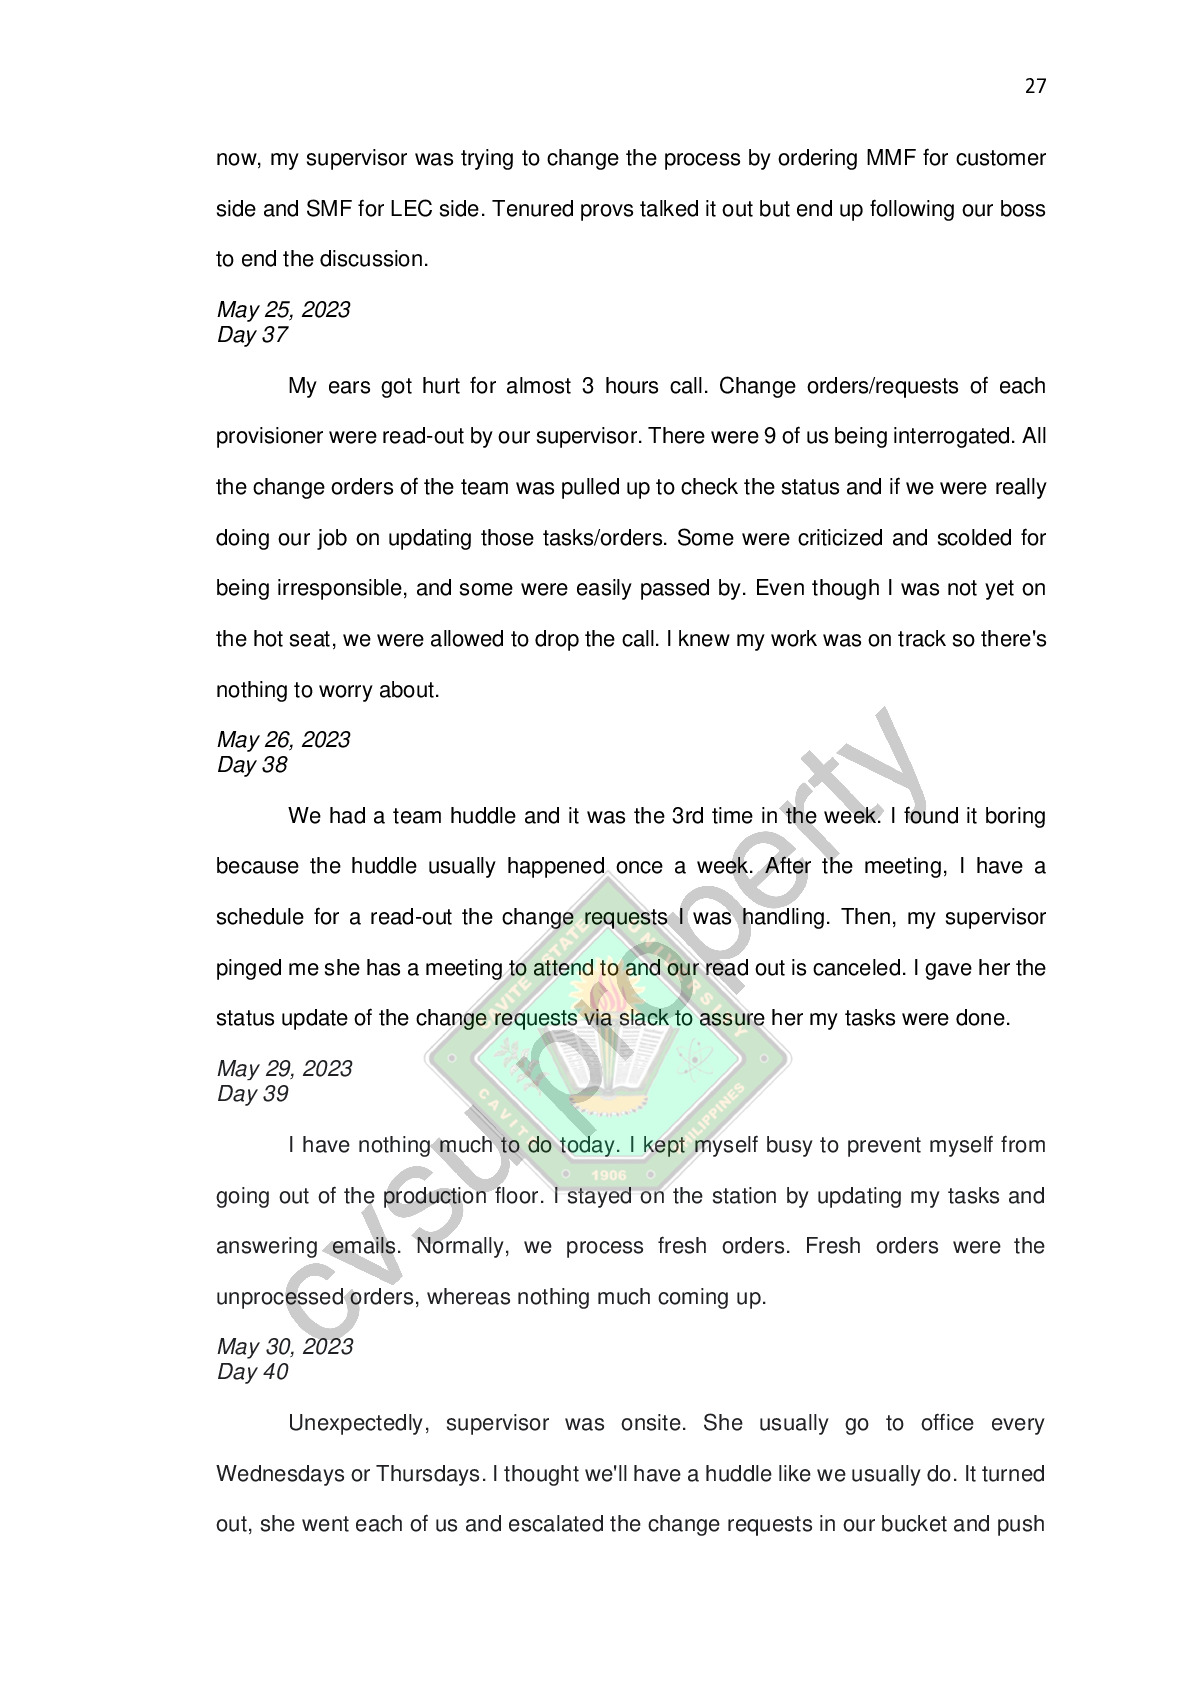 27
now, my supervisor was trying to change the process by ordering MMF for customer
side and SMF for LEC side. Tenured provs talked it out but end up following our boss
to end the discussion.
May 25, 2023
Day 37
My ears got hurt for almost 3 hours call. Change orders/requests of each
provisioner were read-out by our supervisor. There were 9 of us being interrogated. All
the change orders of the team was pulled up to check the status and if we were really
doing our job on updating those tasks/orders. Some were criticized and scolded for
being irresponsible, and some were easily passed by. Even though I was not yet on
the hot seat, we were allowed to drop the call. I knew my work was on track so there's
nothing to worry about.
May 26, 2023
Day 38
We had a team huddle and it was the 3rd time in the week. I found it boring
because the huddle usually happened once a week. After the meeting, I have a
schedule for a read-out the change requests I was handling. Then, my supervisor
pinged me she has a meeting to attend to and our read out is canceled. I gave her the
status update of the change requests via slack to assure her my tasks were done.
May 29, 2023
Day 39
I have nothing much to do today. I kept myself busy to prevent myself from
going out of the production floor. I stayed on the station by updating my tasks and
answering emails. Normally, we process fresh orders. Fresh orders were the
unprocessed orders, whereas nothing much coming up.
May 30, 2023
Day 40
Unexpectedly, supervisor was onsite. She usually go to office every
Wednesdays or Thursdays. I thought we'll have a huddle like we usually do. It turned
out, she went each of us and escalated the change requests in our bucket and push
cvsu property
CAVITE STATE UNIVERSITY
1906